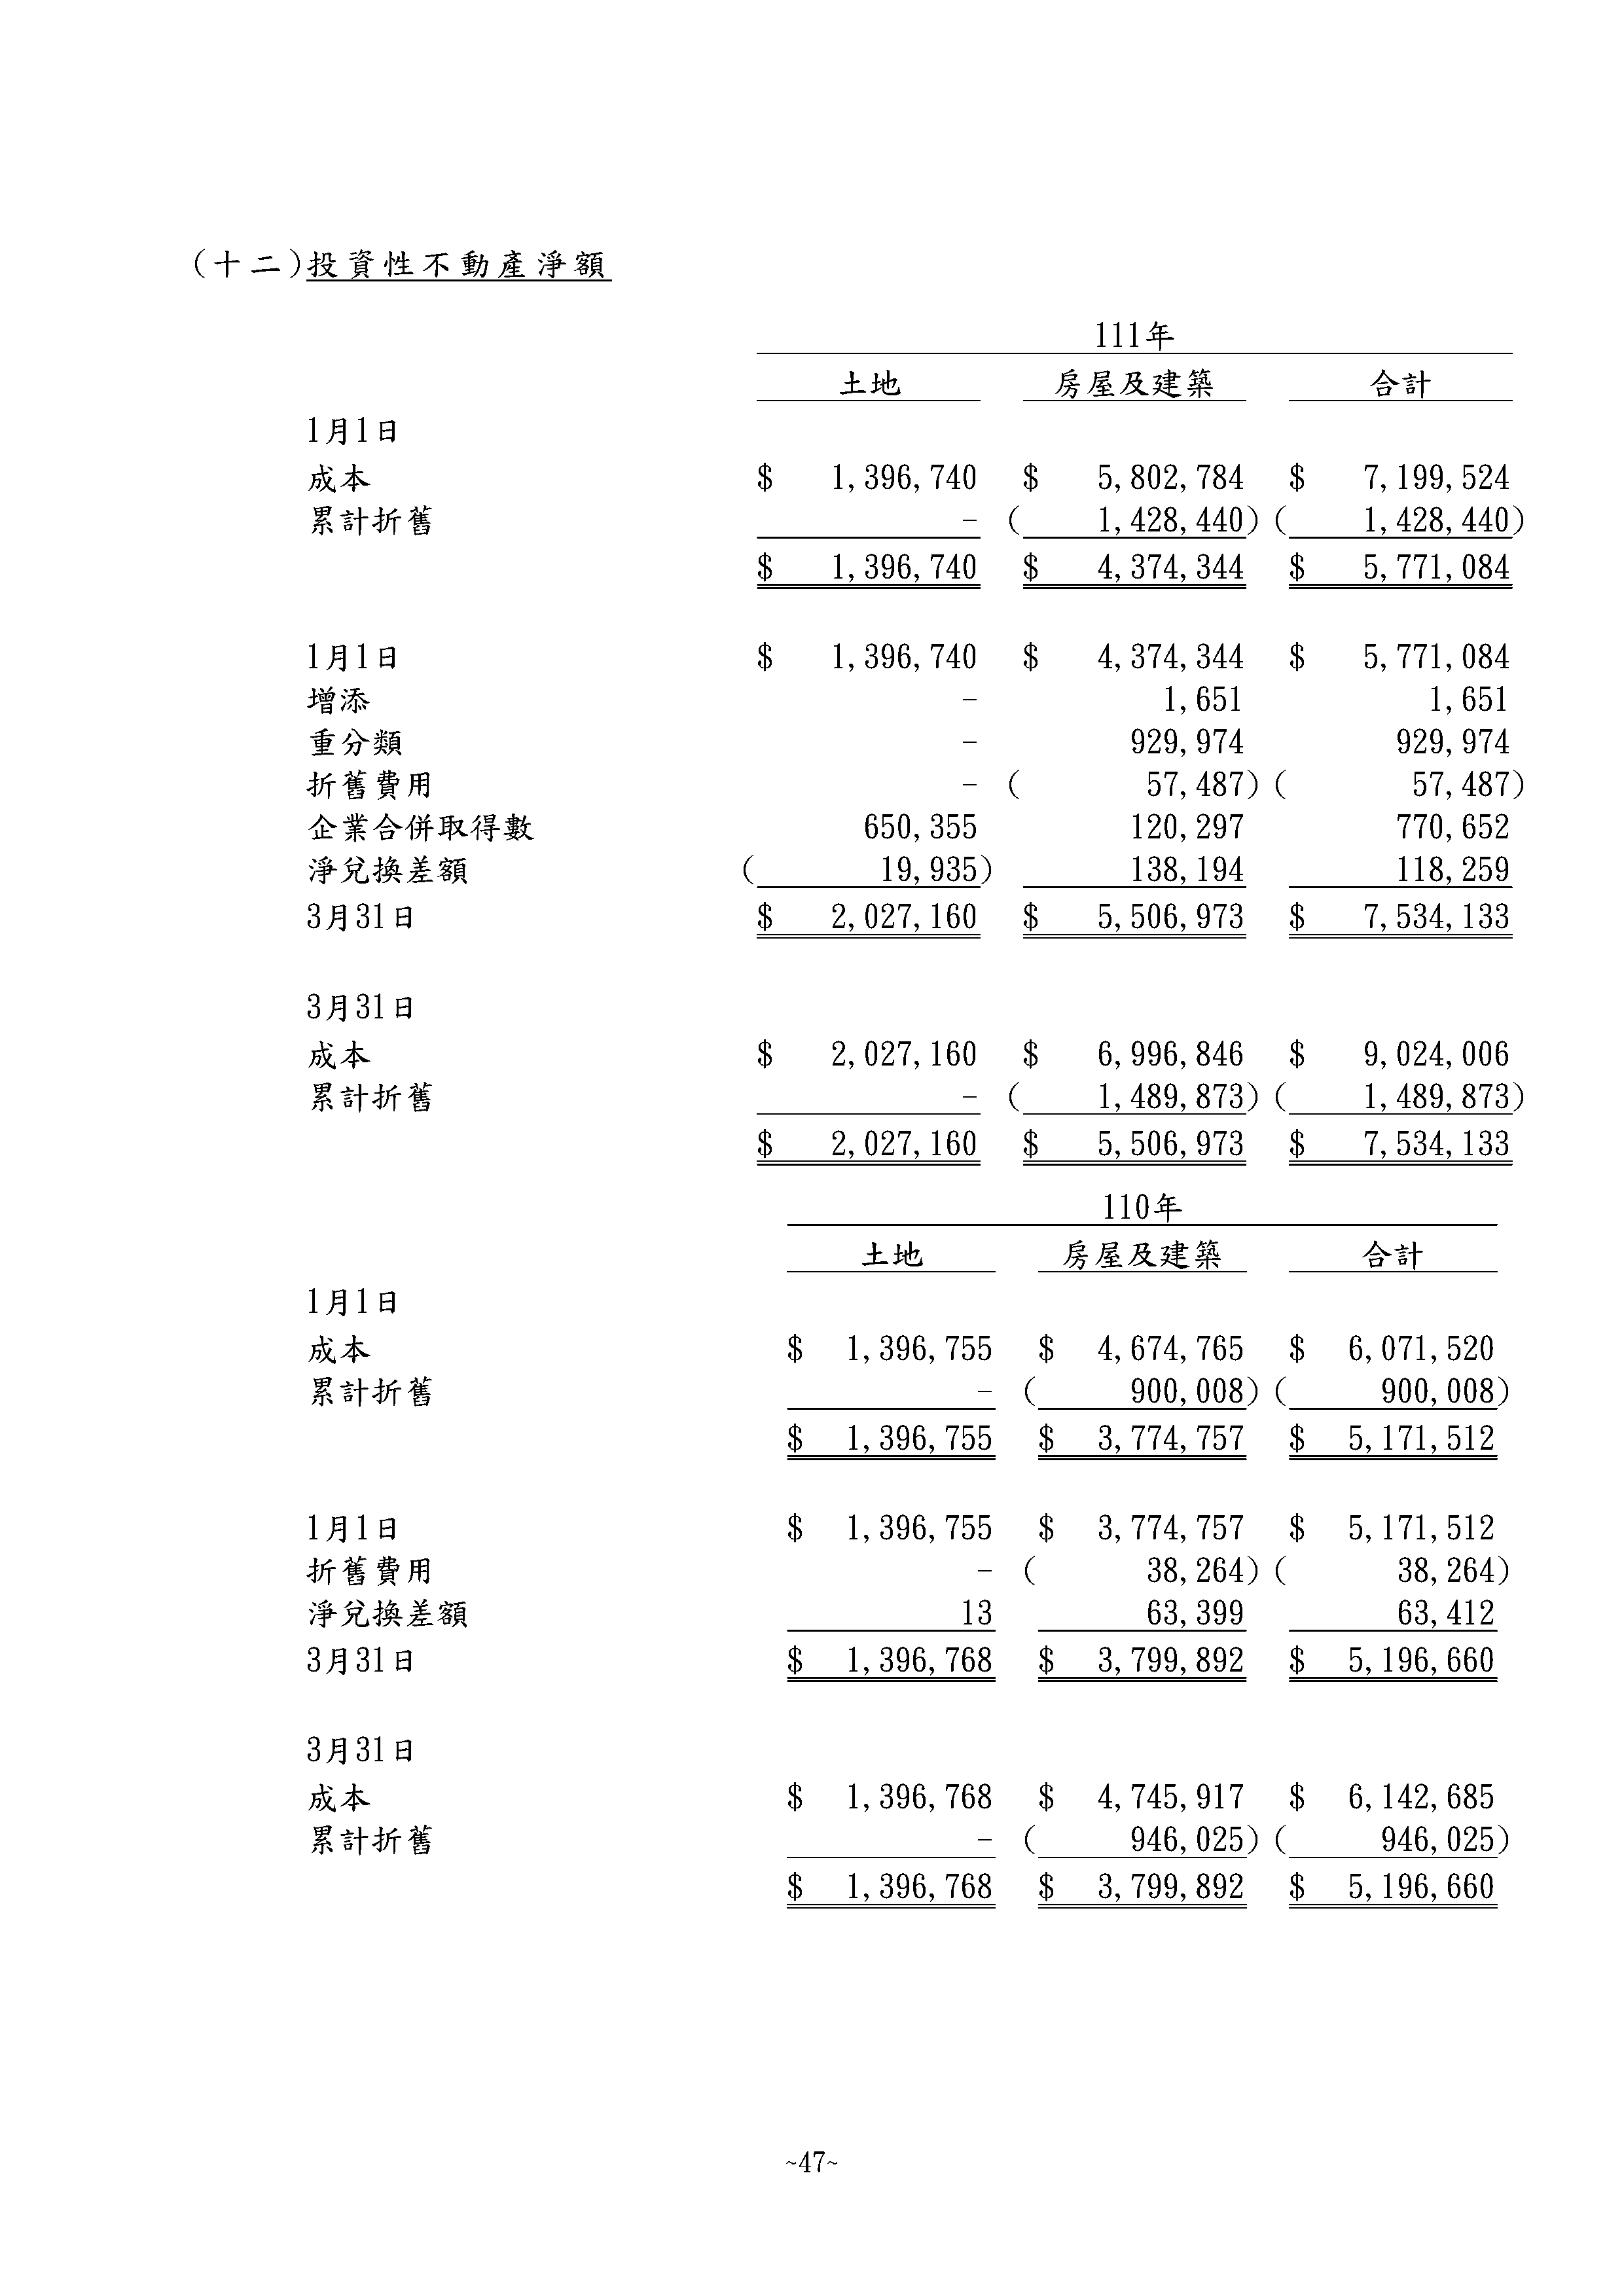 (十二)投資性不動產淨額
111年
土地 房屋及建築 合計
1月1日
成本 $ 1,396,740 $ 5,802,784 $ 7,199,524
累計折舊 - ( 1,428,440) ( 1,428,440)
$ 1,396,740 $ 4,374,344 $ 5,771,084
1月1日 $ 1,396,740 $ 4,374,344 $ 5,771,084
增添 - 1,651 1,651
重分類 - 929,974 929,974
折舊費用 - ( 57,487) ( 57,487)
企業合併取得數 650,355 120,297 770,652
淨兌換差額 ( 19,935) 138,194 118,259
3月31日 $ 2,027,160 $ 5,506,973 $ 7,534,133
3月31日
成本 $ 2,027,160 $ 6,996,846 $ 9,024,006
累計折舊 - ( 1,489,873) ( 1,489,873)
$ 2,027,160 $ 5,506,973 $ 7,534,133
110年
土地 房屋及建築 合計
1月1日
成本 $ 1,396,755 $ 4,674,765 $ 6,071,520
累計折舊 - ( 900,008) ( 900,008)
$ 1,396,755 $ 3,774,757 $ 5,171,512
1月1日 $ 1,396,755 $ 3,774,757 $ 5,171,512
折舊費用 - ( 38,264) ( 38,264)
淨兌換差額 13 63,399 63,412
3月31日 $ 1,396,768 $ 3,799,892 $ 5,196,660
3月31日
成本 $ 1,396,768 $ 4,745,917 $ 6,142,685
累計折舊 - ( 946,025) ( 946,025)
$ 1,396,768 $ 3,799,892 $ 5,196,660
~47~